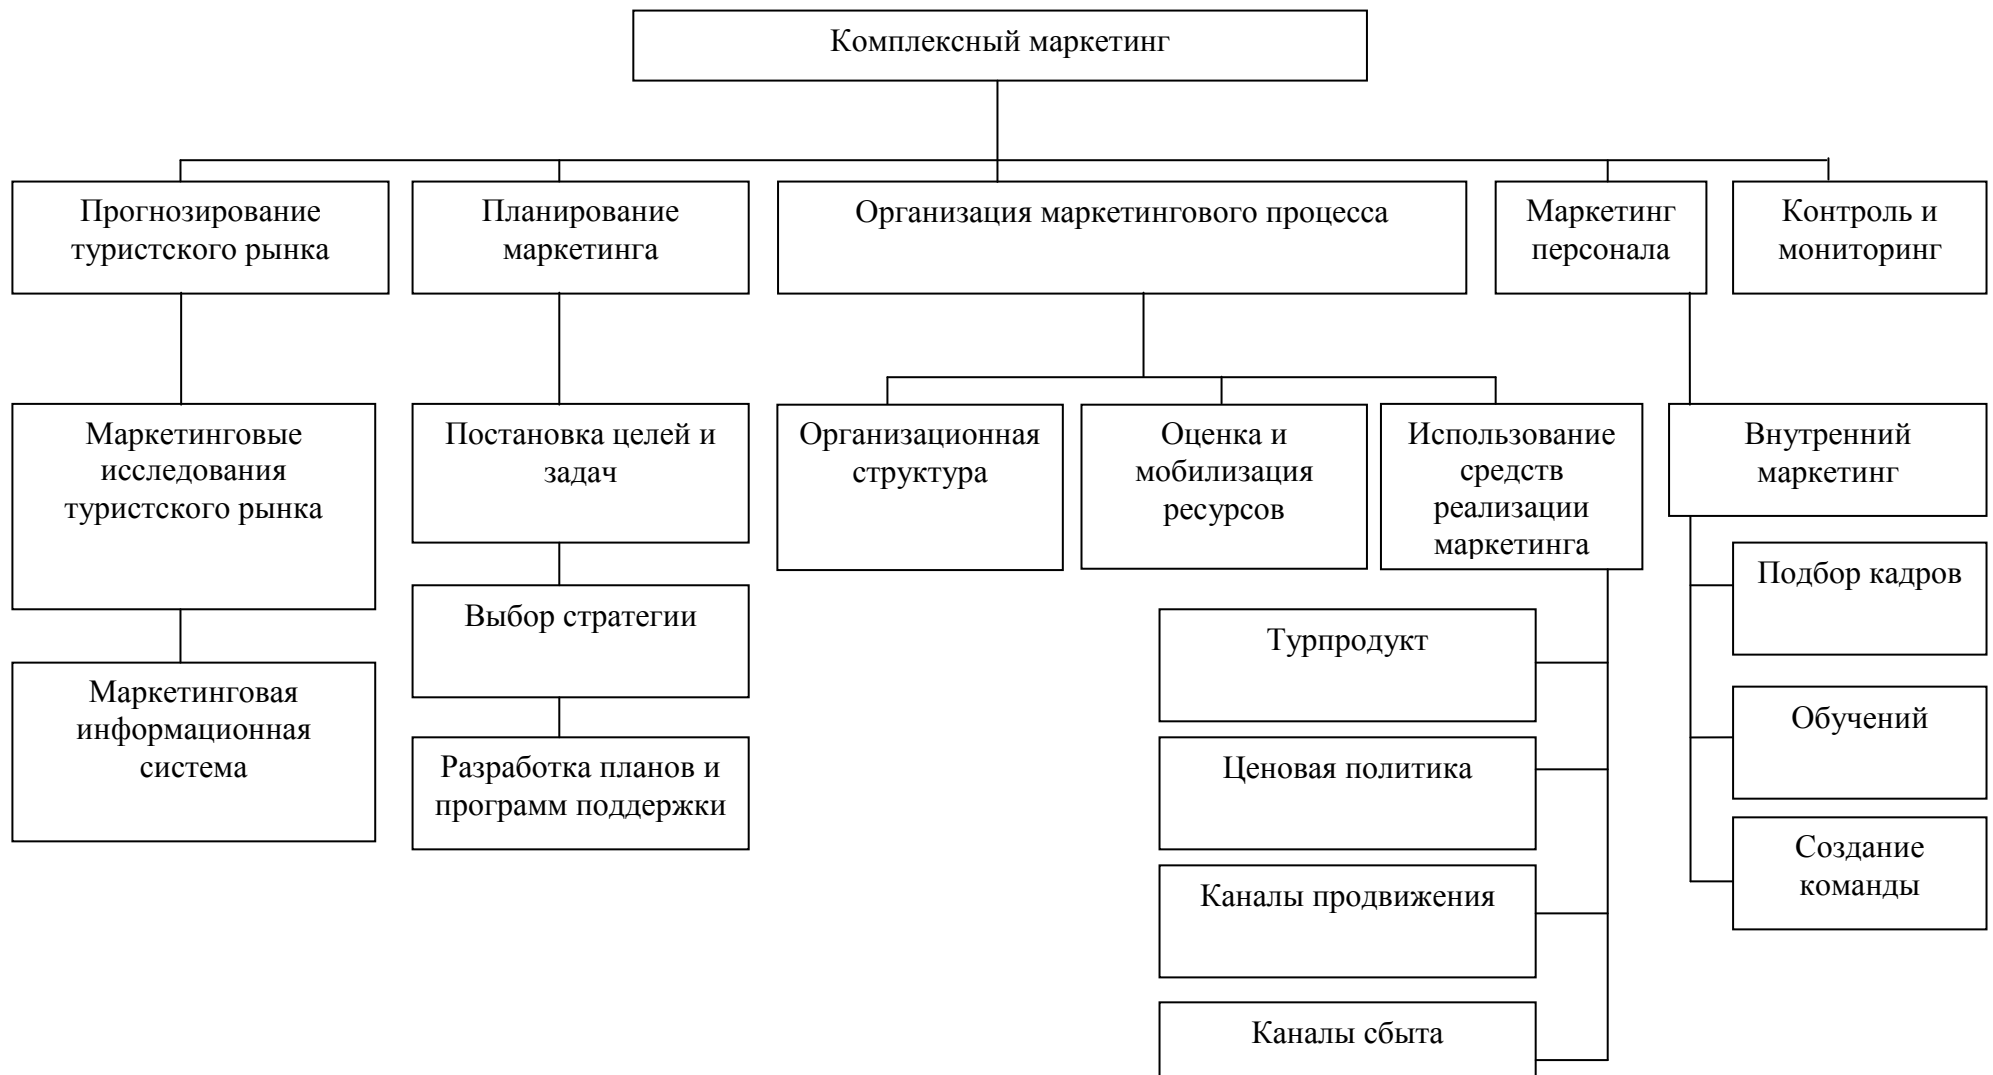 Комплексный маркетинг
Прогнозирование
туристского рынка
Планирование
маркетинга
Организация маркетингового процесса
Маркетинг
персонала
Контроль и
мониторинг
Маркетинговые
исследования
туристского рынка
Постановка целей и
задач
Организационная
структура
Оценка и
мобилизация
ресурсов
Использование
средств
реализации
маркетинга
Внутренний
маркетинг
Маркетинговая
информационная
система
Выбор стратегии
Разработка планов и
программ поддержки
Турпродукт
Ценовая политика
Каналы продвижения
Каналы сбыта
Подбор кадров
Обучений
Создание
команды